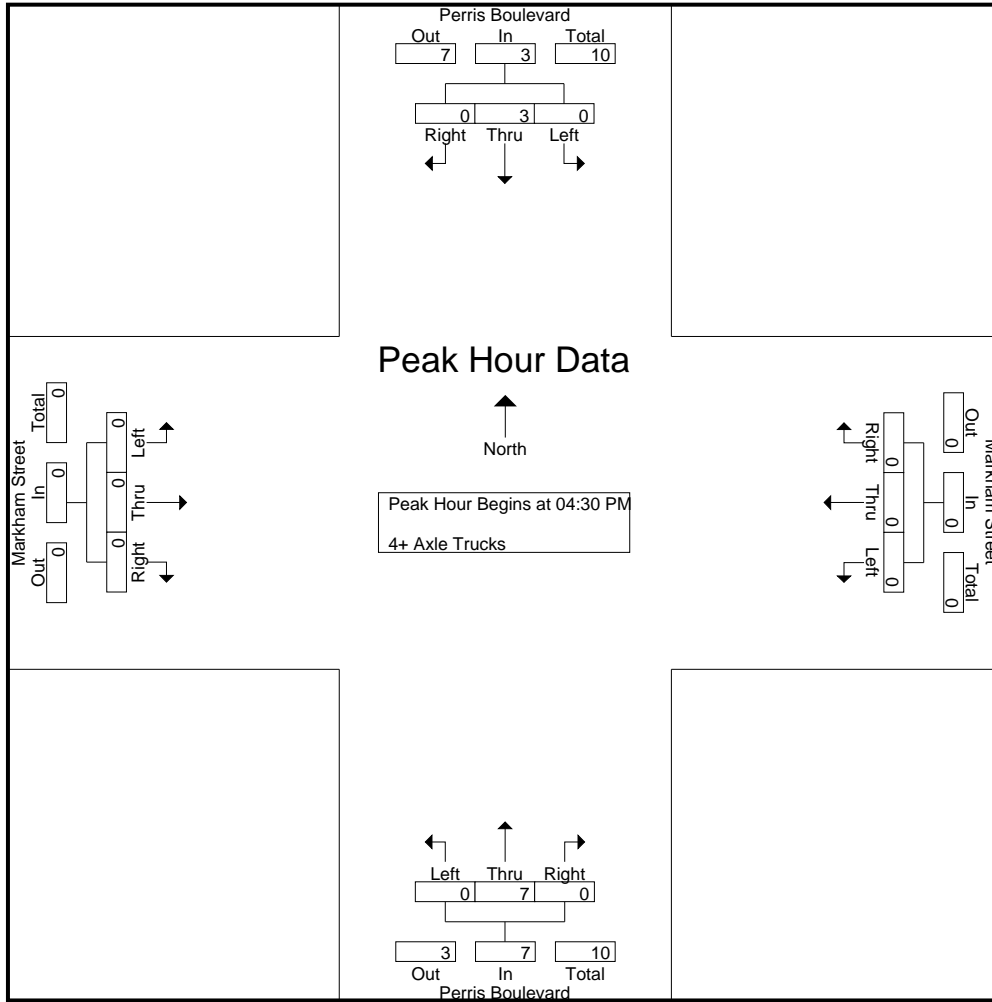 Perris Boulevard
Out In Total
7 3 10
0 3 0
Right Thru Left
Peak Hour Data
North
Peak Hour Begins at 04:30 PM
4+ Axle Trucks
Markham Street
Total In Out
0 0 0
0 0 0
Left Thru Right
Right Thru Left
0 0 0
Out In Total
0 0 0
Markham Street
Left Thru Right
0 7 0
3 7 10
Out In Total
Perris Boulevard